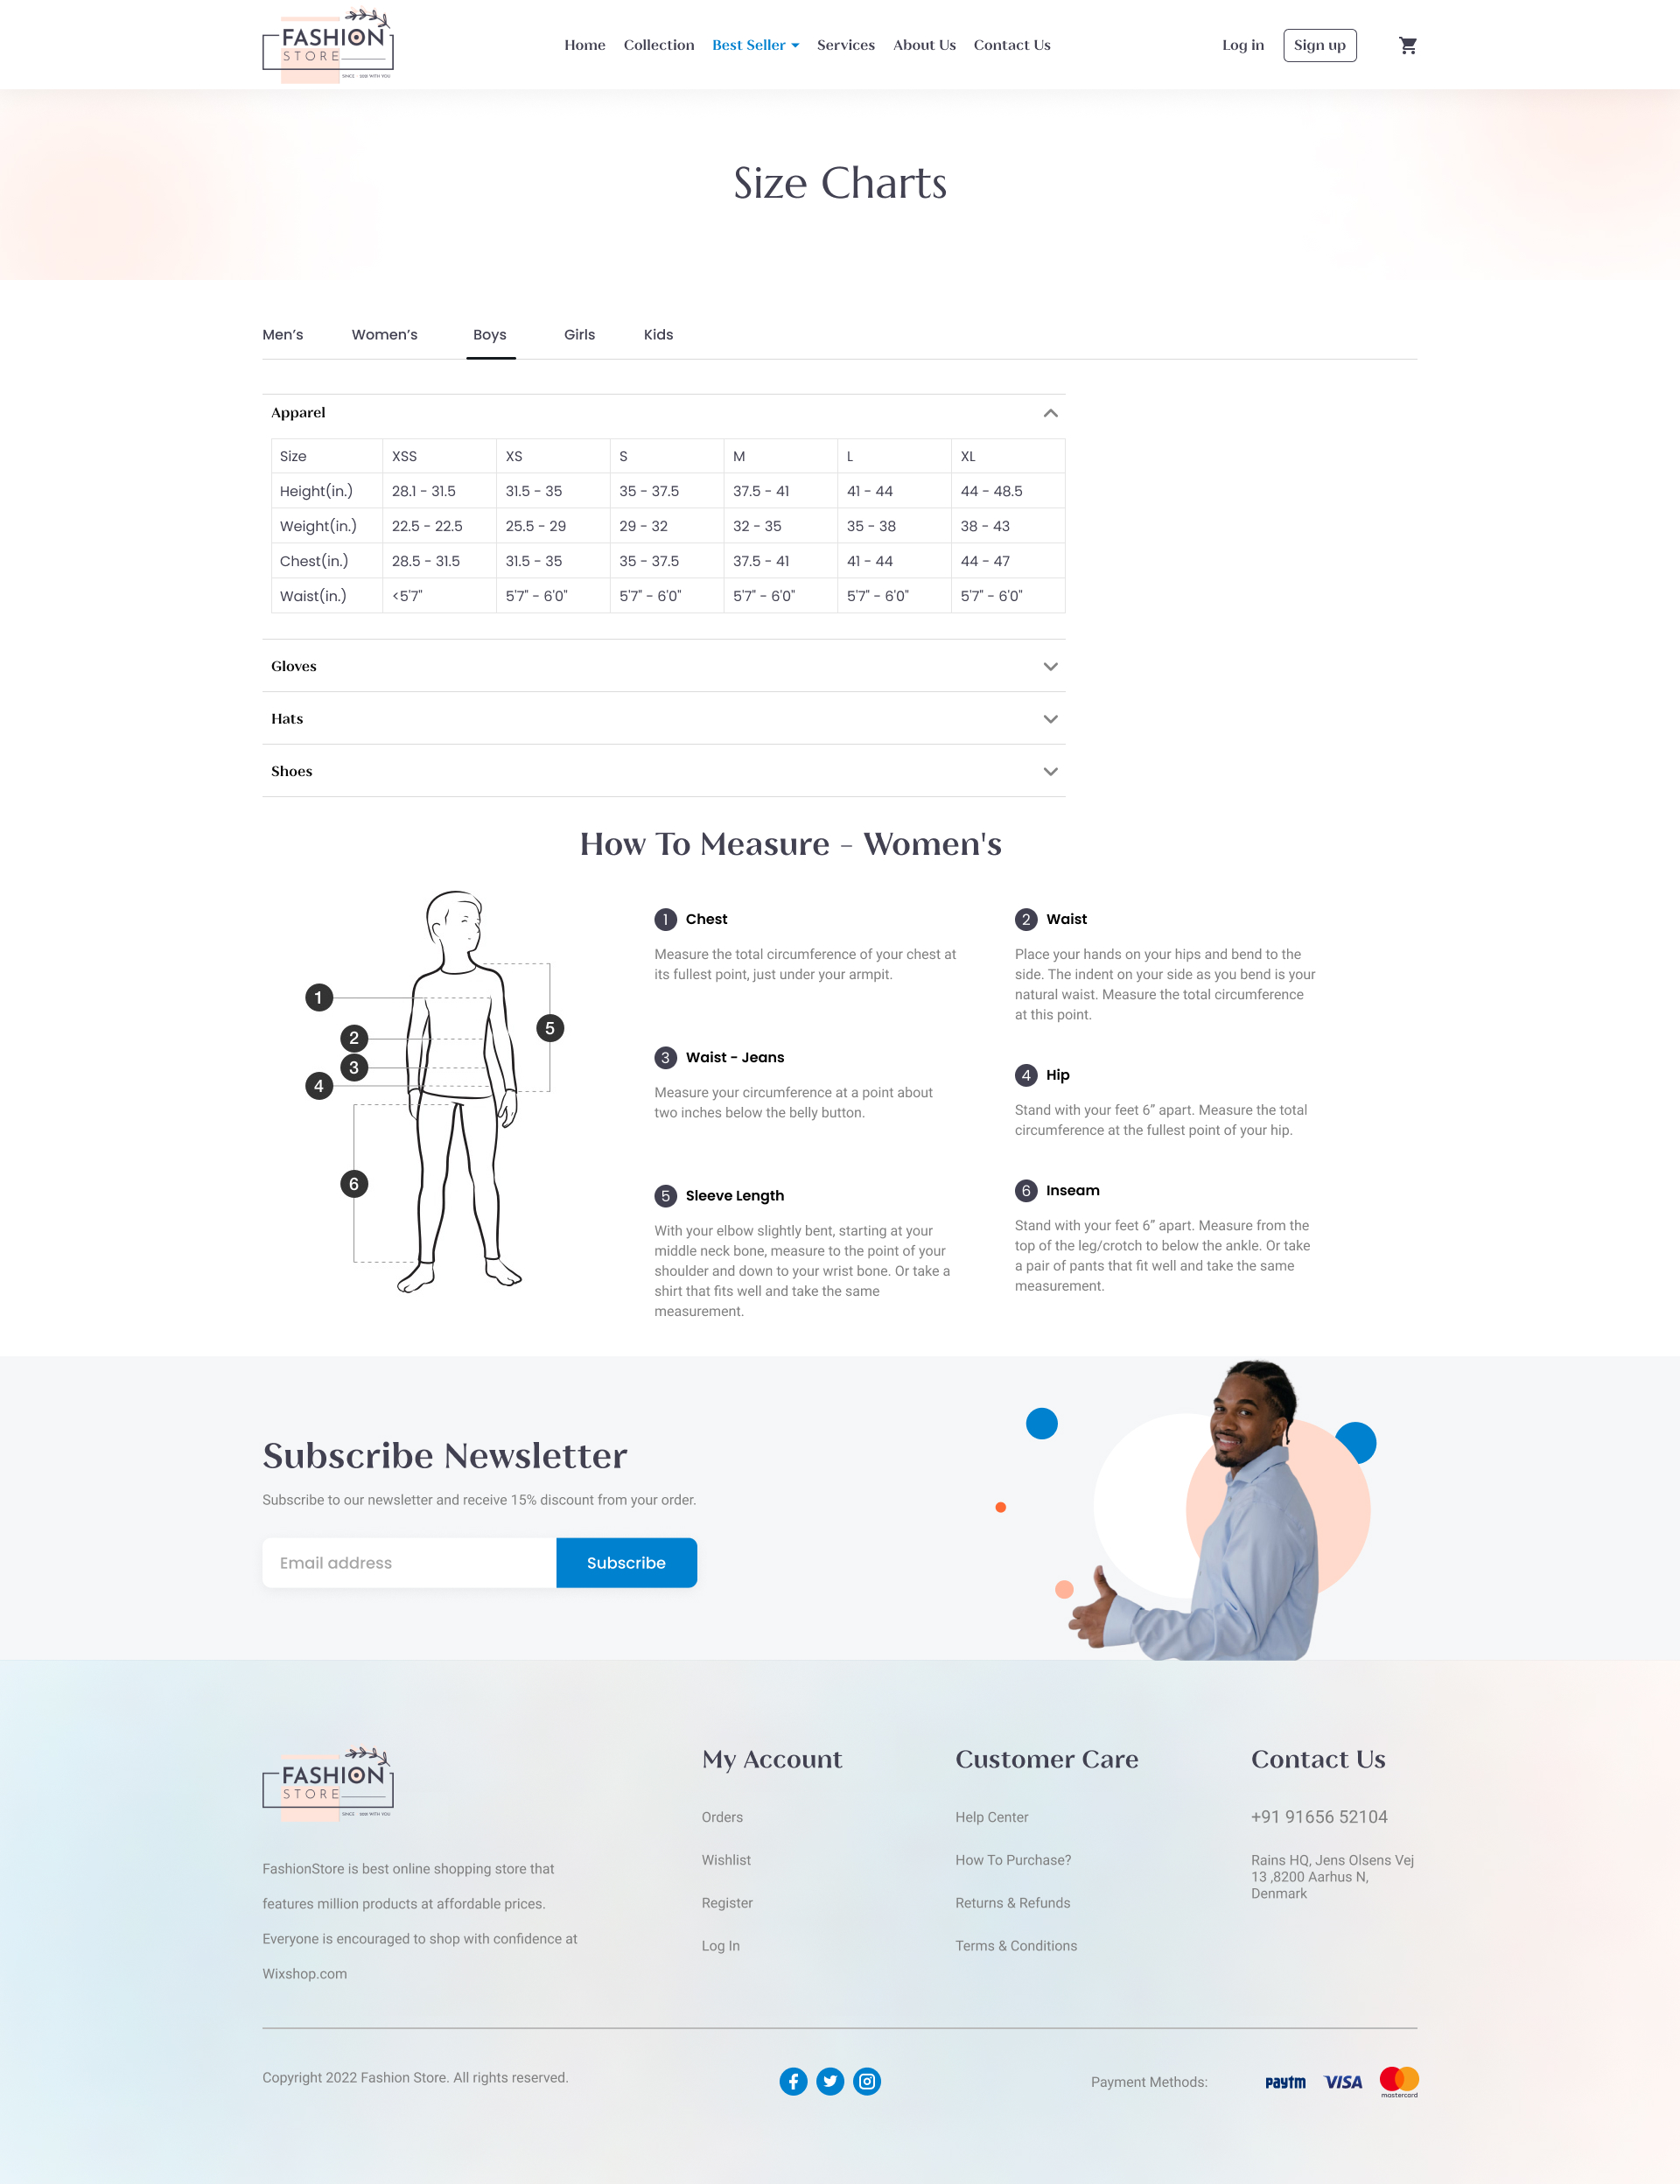 FASHION
STORE
Home Collection Best Seller Services About Us Contact Us Log in Sign up
Size Charts
Men's Women's Boys Girls Kids
Apparel
Size XSS XS S M L XL
Height(in.) 28.1 - 31.5 31.5 - 35 35 - 37.5 37.5 - 41 41 - 44 44 - 48.5
Weight(in.) 22.5 - 22.5 25.5 - 29 29 - 32 32 - 35 35 - 38 38 - 43
Chest(in.) 28.5 - 31.5 31.5 - 35 35 - 37.5 37.5 - 41 41 - 44 44 - 47
Waist(in.) <5'7" 5'7" - 6'0" 5'7" - 6'0" 5'7" - 6'0" 5'7" - 6'0" 5'7" - 6'0"
Gloves
Hats
Shoes
How To Measure - Women's
1
2
3
4
5
6
1 Chest
Measure the total circumference of your chest at
its fullest point, just under your armpit.
2 Waist
Place your hands on your hips and bend to the
side. The indent on your side as you bend is your
natural waist. Measure the total circumference
at this point.
3 Waist - Jeans
Measure your circumference at a point about
two inches below the belly button.
4 Hip
Stand with your feet 6” apart. Measure the total
circumference at the fullest point of your hip.
5 Sleeve Length
With your elbow slightly bent, starting at your
middle neck bone, measure to the point of your
shoulder and down to your wrist bone. Or take a
shirt that fits well and take the same
measurement.
6 Inseam
Stand with your feet 6” apart. Measure from the
top of the leg/crotch to below the ankle. Or take
a pair of pants that fit well and take the same
measurement.
Subscribe Newsletter
Subscribe to our newsletter and receive 15% discount from your order.
Email address Subscribe
FASHION
STORE
FashionStore is best online shopping store that
features million products at affordable prices.
Everyone is encouraged to shop with confidence at
Wixshop.com
My Account
Orders
Wishlist
Register
Log In
Customer Care
Help Center
How To Purchase?
Returns & Refunds
Terms & Conditions
Contact Us
+91 91656 52104
Rains HQ, Jens Olsens Vej
13 ,8200 Aarhus N,
Denmark
Copyright 2022 Fashion Store. All rights reserved.
Payment Methods: paytm VISA mastercard